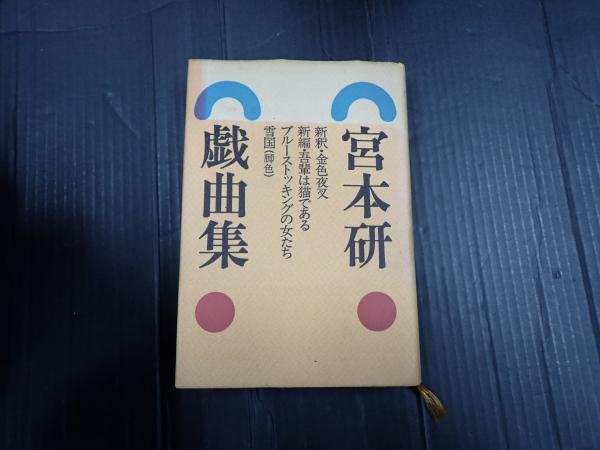 宮本研
新釈・金色夜叉
新編・吾輩は猫である
ブルーストッキングの女たち
雪国（脚色）
戯曲集